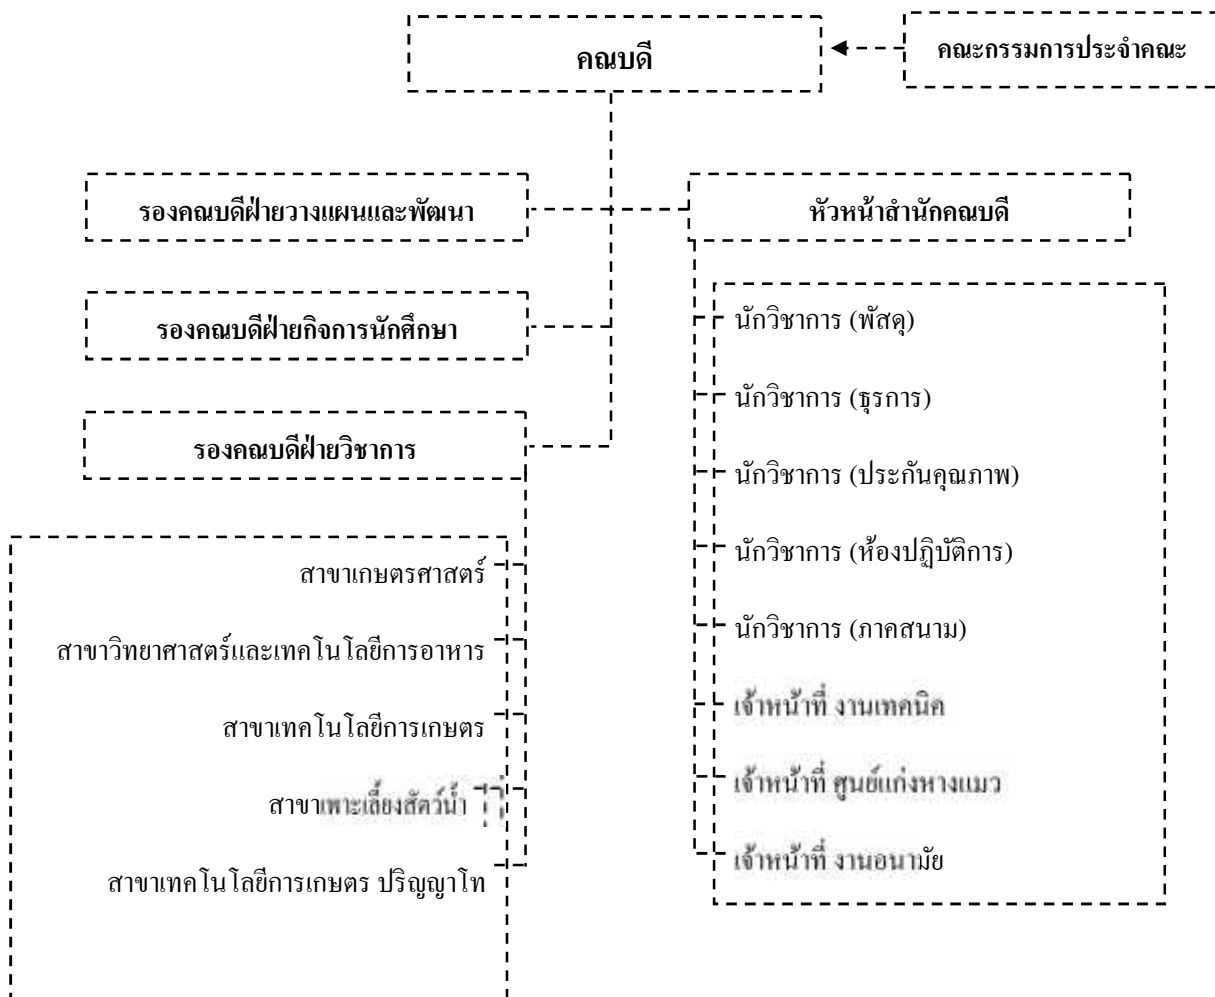 คณบดี
คณะกรรมการประจำคณะ
รองคณบดีฝ่ายวางแผนและพัฒนา
หัวหน้าสำนักคณบดี
รองคณบดีฝ่ายกิจการนักศึกษา
รองคณบดีฝ่ายวิชาการ
สาขาเกษตรศาสตร์
สาขาวิทยาศาสตร์และเทคโนโลยีการอาหาร
สาขาเทคโนโลยีการเกษตร
สาขาเพาะเลี้ยงสัตว์น้ำ
สาขาเทคโนโลยีการเกษตร ปริญญาโท
นักวิชาการ (พัสดุ)
นักวิชาการ (ธุรการ)
นักวิชาการ (ประกันคุณภาพ)
นักวิชาการ (ห้องปฏิบัติการ)
นักวิชาการ (ภาคสนาม)
เจ้าหน้าที่ งานเทคนิค
เจ้าหน้าที่ ศูนย์แก่งหางแมว
เจ้าหน้าที่ งานอนามัย